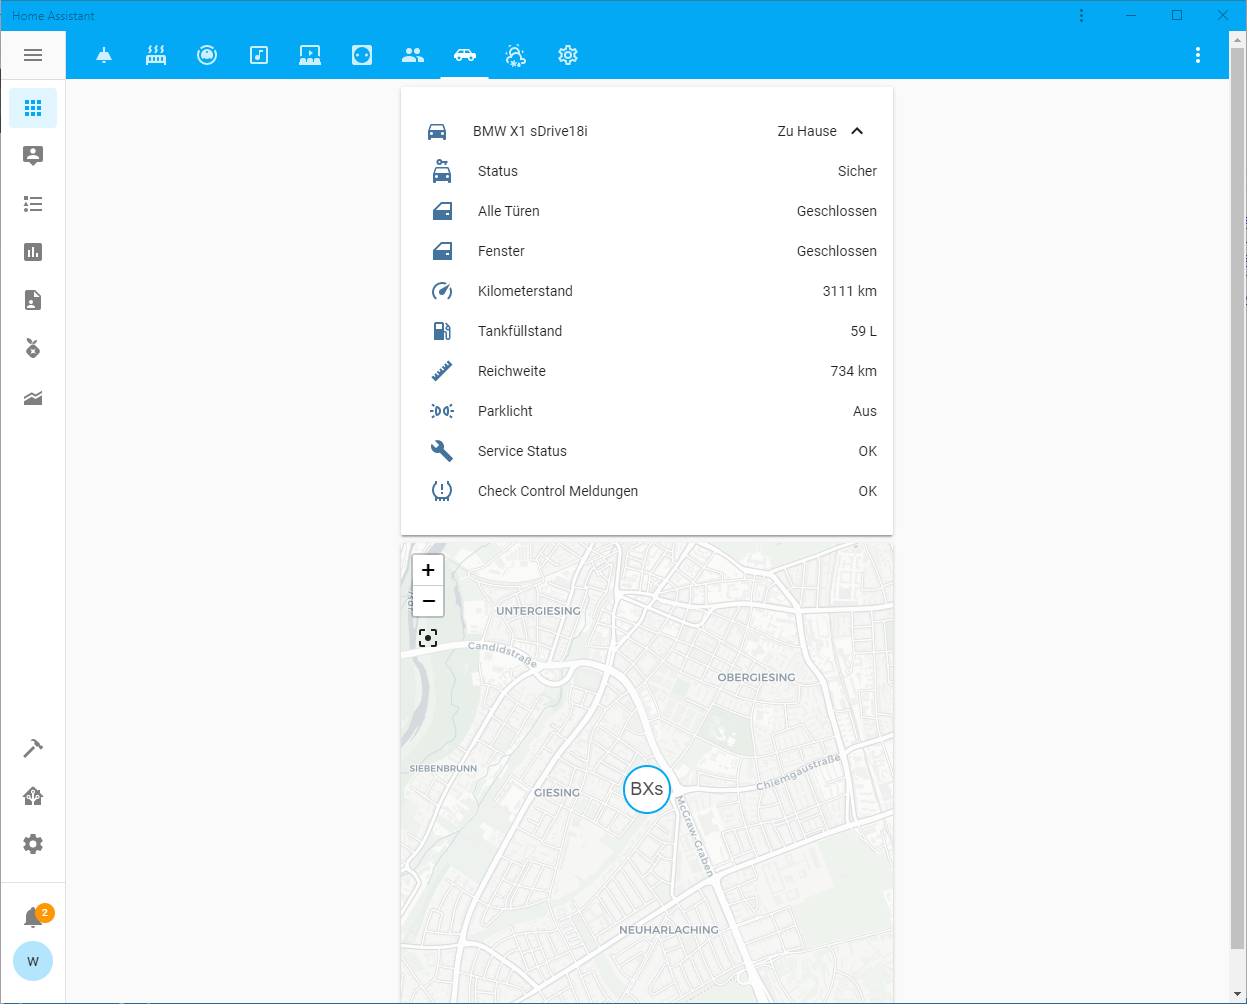 Home Assistant
BMW X1 sDrive18i Zu Hause
Status Sicher
Alle Türen Geschlossen
Fenster Geschlossen
Kilometerstand 3111 km
Tankfüllstand 59 L
Reichweite 734 km
Parklicht Aus
Service Status OK
Check Control Meldungen OK
+
−
UNTERGIESING
Candidstraße
OBERGIESING
SIEBENBRUNN
GIESING
BXs
Chiemgaustraße
McGraw-Graben
NEUHARLACHING
2
W